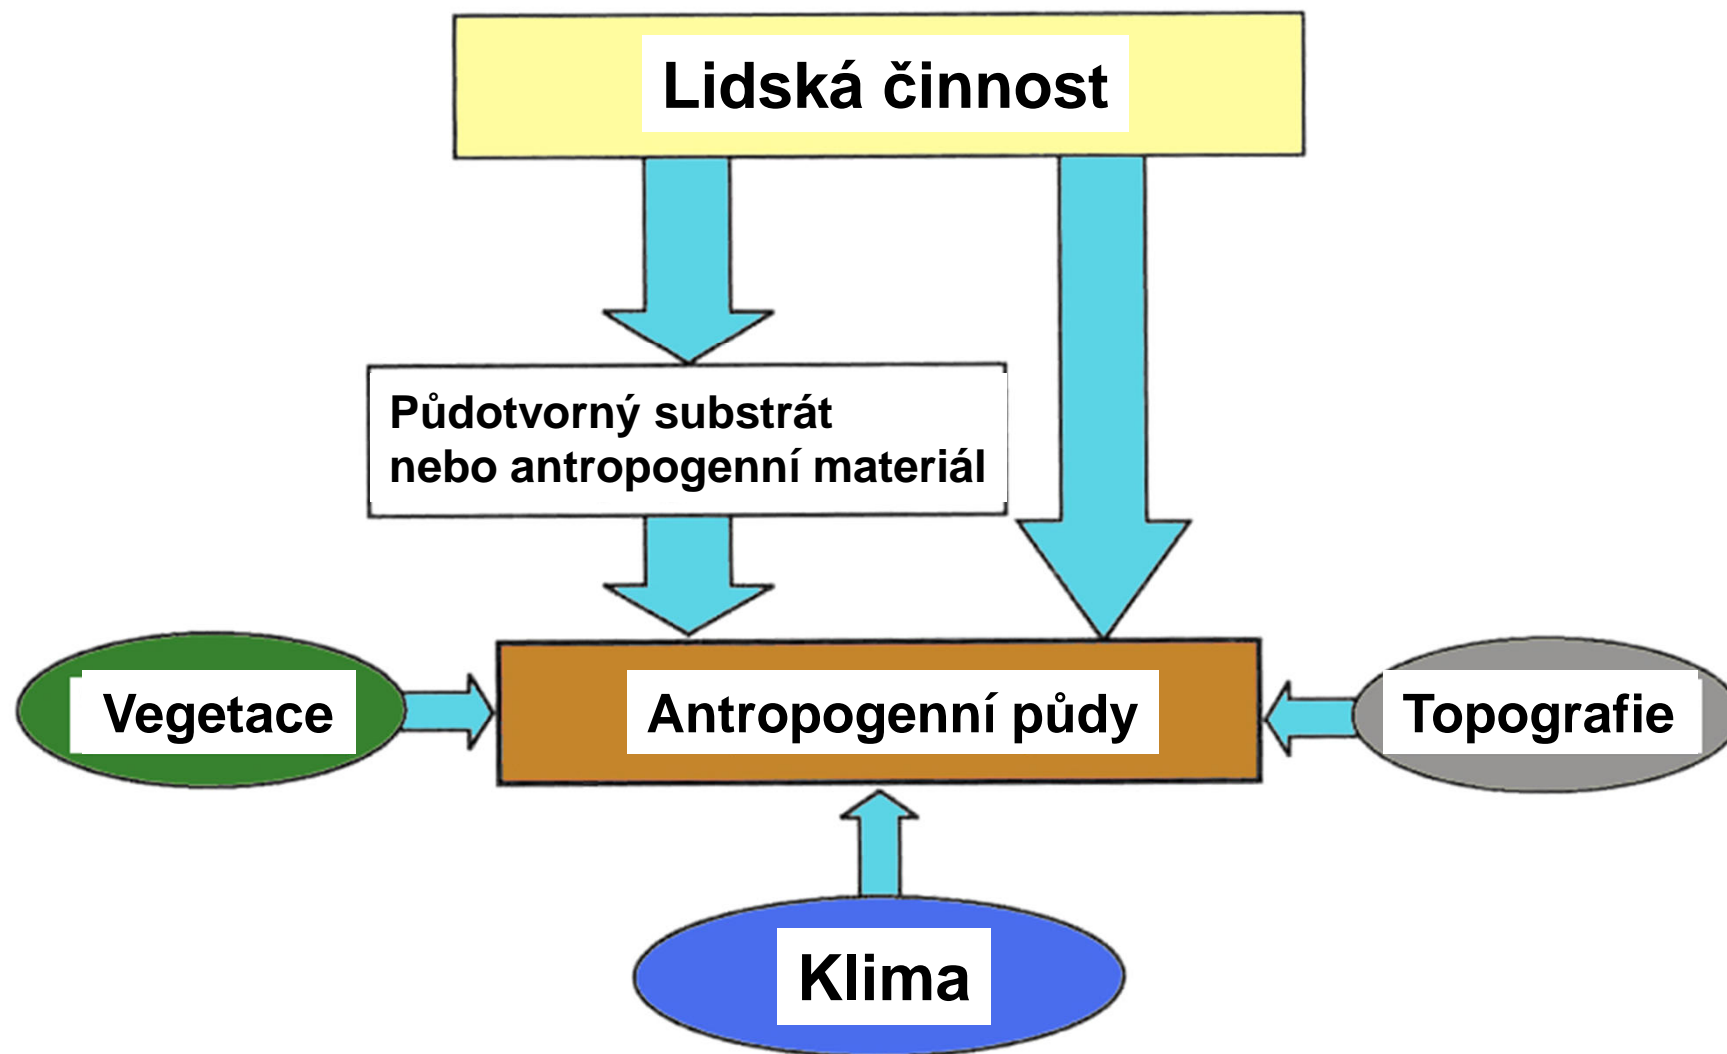 Lidská činnost
Půdotvorný substrát
nebo antropogenní materiál
Vegetace
Antropogenní půdy
Topografie
Klima